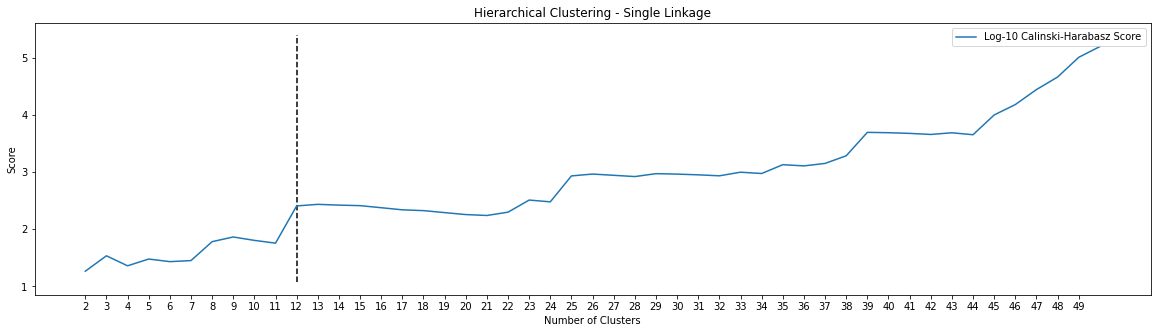 Hierarchical Clustering - Single Linkage
Log-10 Calinski-Harabasz Score
Score
5
4
3
2
1
2 3 4 5 6 7 8 9 10 11 12 13 14 15 16 17 18 19 20 21 22 23 24 25 26 27 28 29 30 31 32 33 34 35 36 37 38 39 40 41 42 43 44 45 46 47 48 49
Number of Clusters